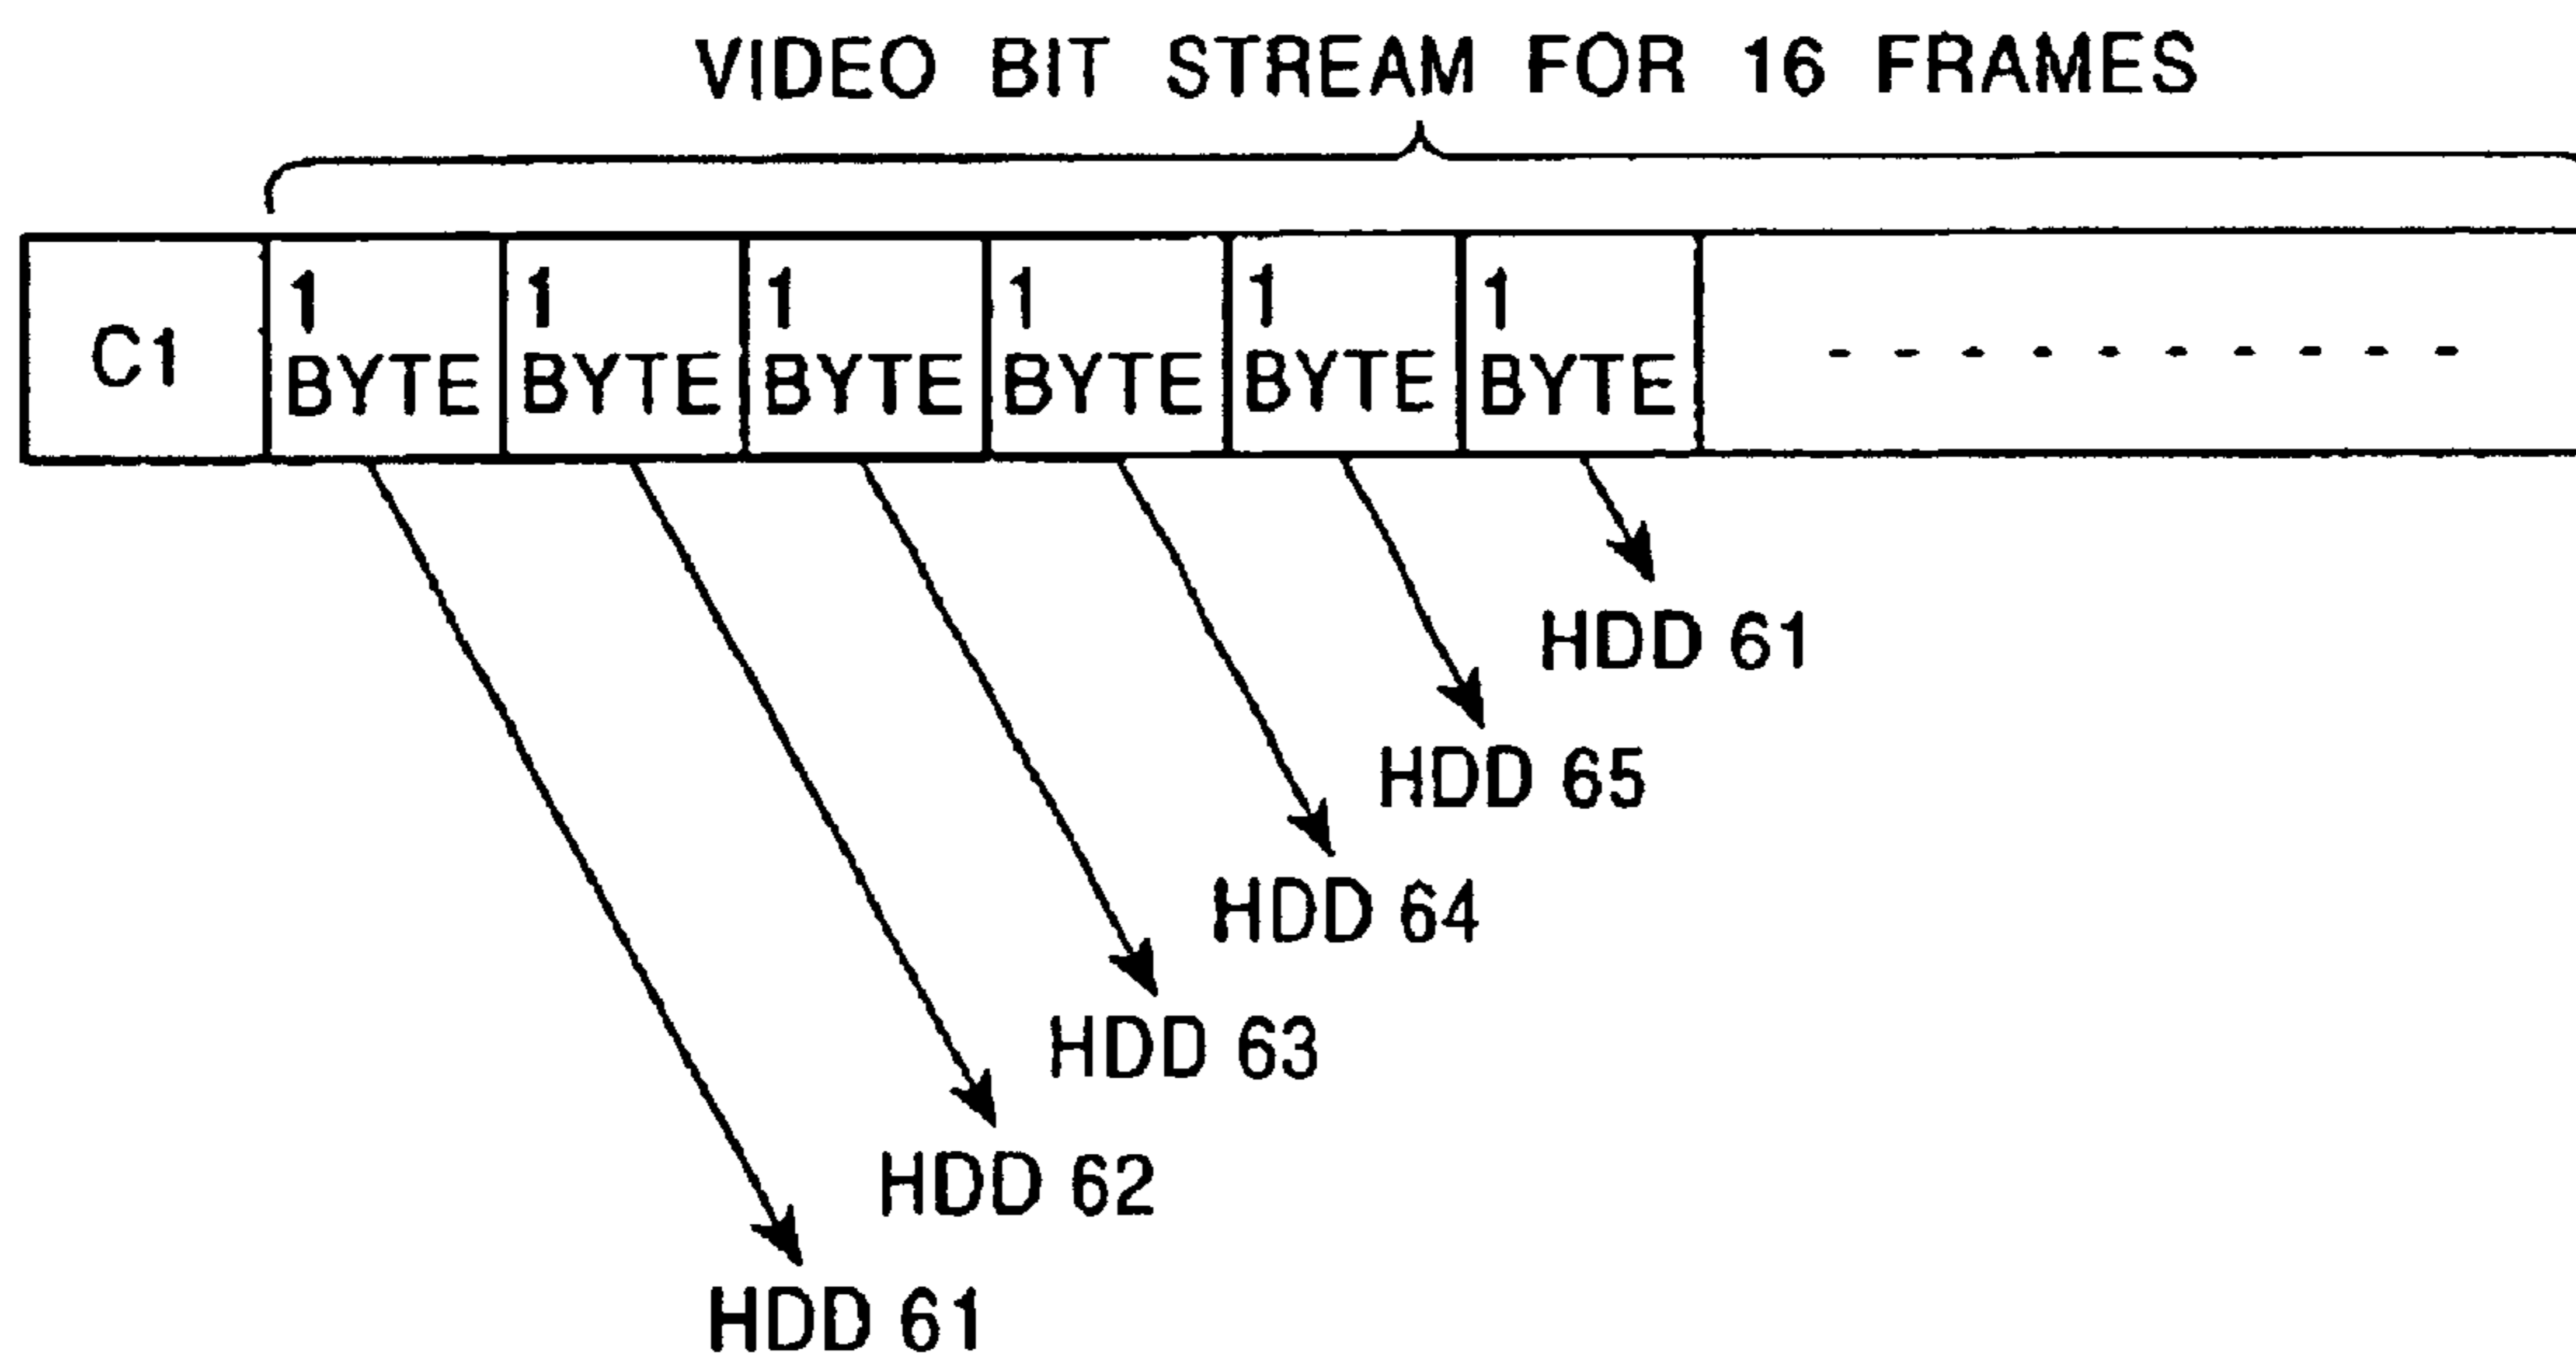 VIDEO BIT STREAM FOR 16 FRAMES
C1
1 BYTE
1 BYTE
1 BYTE
1 BYTE
1 BYTE
1 BYTE
HDD 61
HDD 65
HDD 64
HDD 63
HDD 62
HDD 61